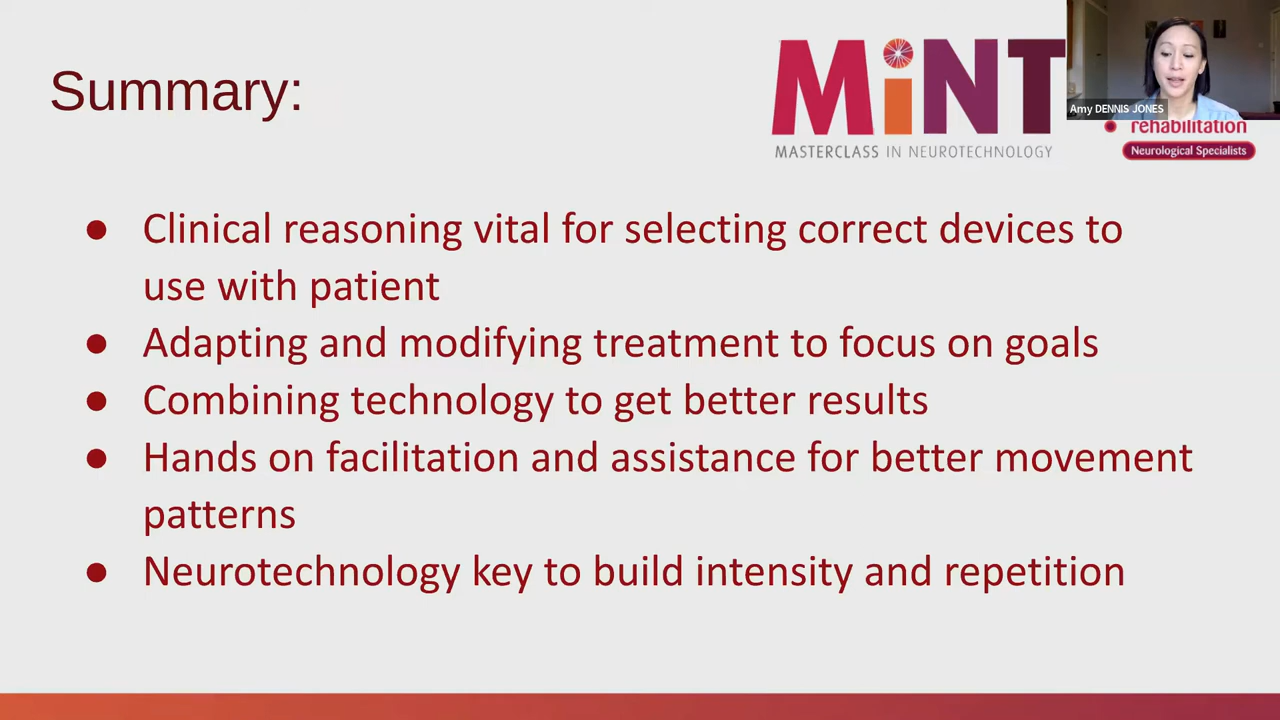 Summary:
MiNT
MASTERCLASS IN NEUROTECHNOLOGY
Amy DENNIS JONES
rehabilitation
Neurological Specialists
● Clinical reasoning vital for selecting correct devices to
use with patient
● Adapting and modifying treatment to focus on goals
● Combining technology to get better results
● Hands on facilitation and assistance for better movement
patterns
● Neurotechnology key to build intensity and repetition